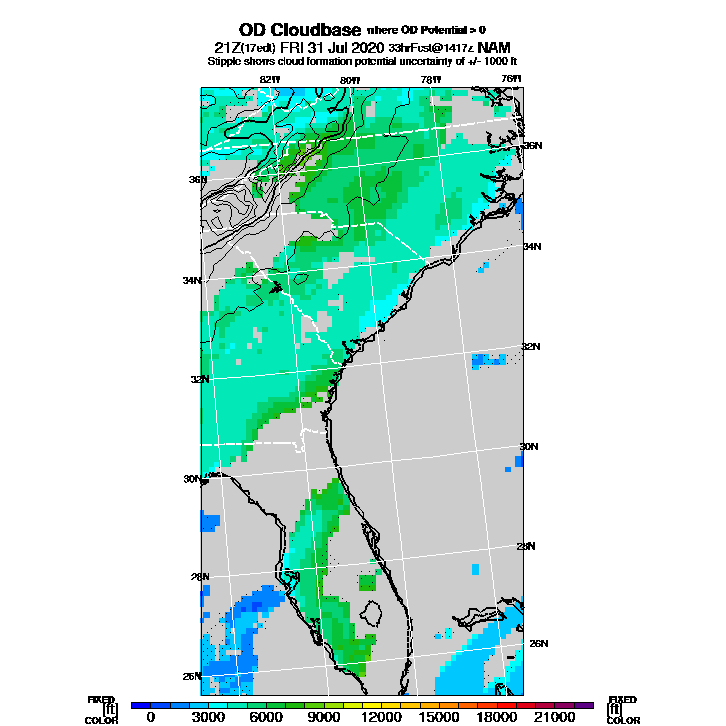 OD Cloudbase where OD Potential > 0
21Z(17edt) FRI 31 Jul 2020 33hrFcst@1417z NAM
Stipple shows cloud formation potential uncertainty of +/- 1000 ft
82W 80W 78W 76W
36N 36N
34N 34N
32N 32N
30N 30N
28N 28N
26N 26N
FIXED FIXED
[ft] [ft]
COLOR COLOR
0 3000 6000 9000 12000 15000 18000 21000